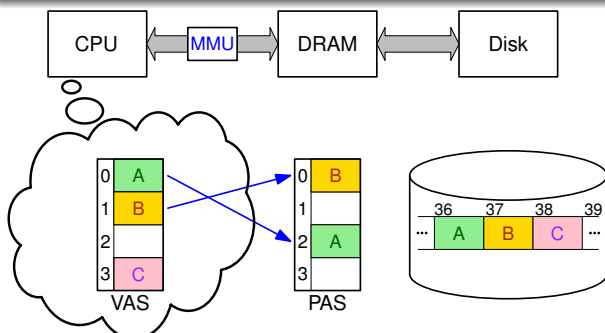 CPU MMU DRAM Disk
0 A
1 B
2
3 C
VAS
0 B
1
2 A
3
PAS
36 37 38 39
... A B C ...